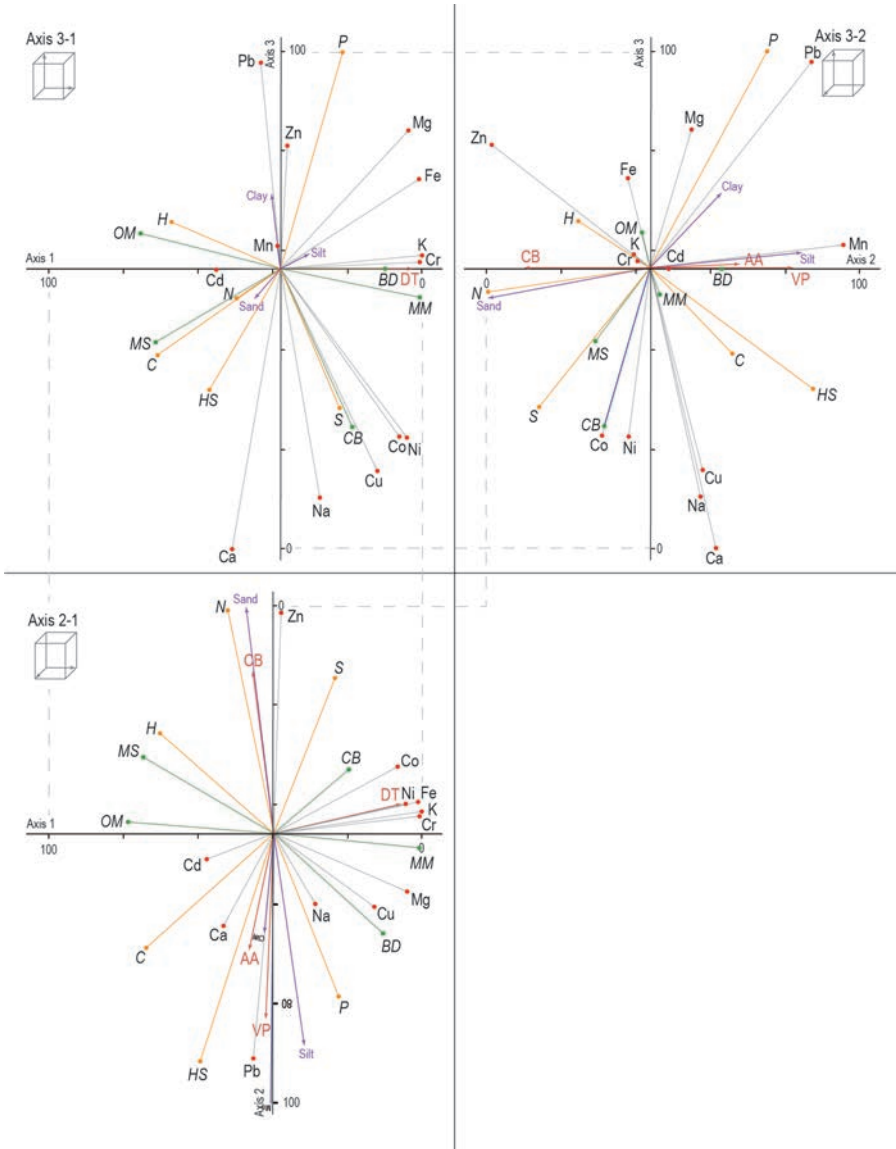 Axis 3-1
Axis 3
100
P
Pb
Zn
Mg
Fe
Clay
H
OM
Mn
Silt
K
Cr
Axis 1
Cd
BD
DT
100
0
MM
N
Sand
MS
C
HS
S
CB
Co
Ni
Cu
Na
Ca
0
Axis 3-2
Axis 3
100
P
Pb
Zn
Mg
Fe
Clay
H
OM
K
Cr
Cd
AA
Silt
Mn
CB
Axis 2
0
BD
VP
100
N
Sand
MM
MS
C
HS
S
CB
Co
Ni
Cu
Na
Ca
0
Axis 2-1
N
Sand
0
Zn
CB
S
H
MS
CB
Co
DT
Ni
Fe
OM
K
Cr
Axis 1
100
0
MM
Cd
Mg
Na
Cu
Ca
BD
C
AA
P
VP
Silt
HS
Pb
Axis 2
100